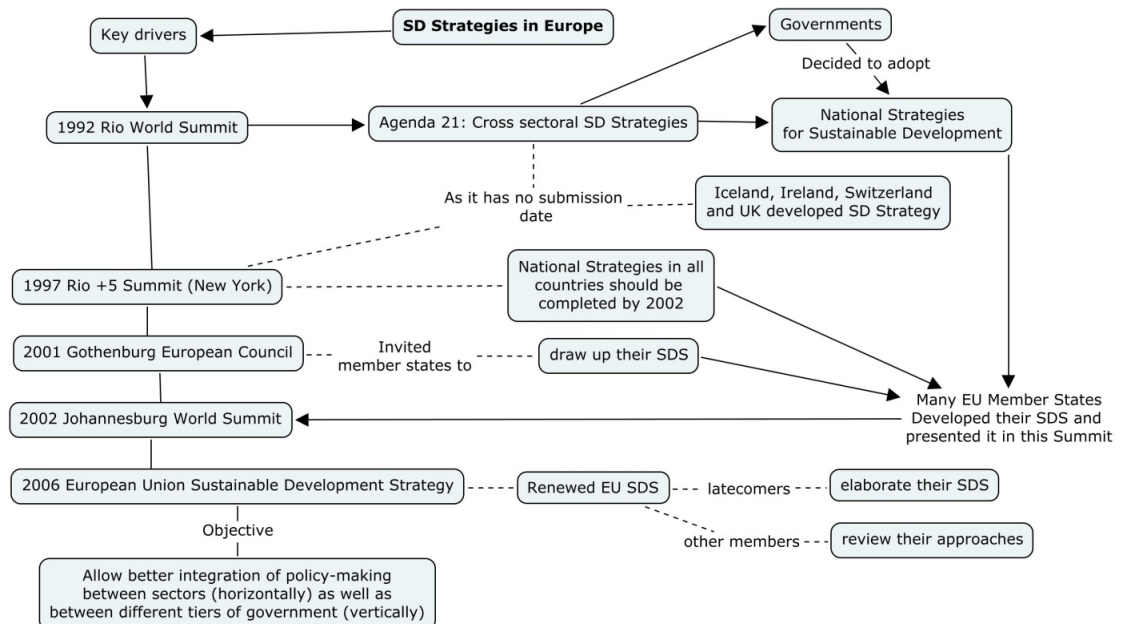 SD Strategies in Europe
Key drivers
Governments
Decided to adopt
1992 Rio World Summit
Agenda 21: Cross sectoral SD Strategies
National Strategies
for Sustainable Development
As it has no submission
date
Iceland, Ireland, Switzerland
and UK developed SD Strategy
1997 Rio +5 Summit (New York)
National Strategies in all
countries should be
completed by 2002
2001 Gothenburg European Council
Invited
member states to
draw up their SDS
Many EU Member States
Developed their SDS and
presented it in this Summit
2002 Johannesburg World Summit
2006 European Union Sustainable Development Strategy
Renewed EU SDS
latecomers
elaborate their SDS
other members
review their approaches
Objective
Allow better integration of policy-making
between sectors (horizontally) as well as
between different tiers of government (vertically)